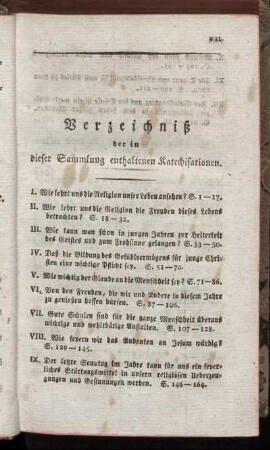 VII
Verzeichniß
der in
dieser Sammlung enthaltenen Katechisationen.
I. Wie lehrt uns die Religion unser Leben ansehen? S. 1–17.
II. Wie lehrt uns die Religion die Freuden dieses Lebens
betrachten? S. 18–32.
III. Wie kann man schon in jungen Jahren zur Heiterkeit
des Geistes und zum Frohsinne gelangen? S. 33–50.
IV. Daß die Bildung des Gefühlvermögens für junge Chri-
sten eine wichtige Pflicht sey. S. 51–70.
V. Wie wichtig der Glaube an die Menschheit sey? S. 71–86.
VI. Von den Freuden, die wir und Andere in diesem Jahre
zu genießen hoffen dürfen. S. 87–106.
VII. Gute Schulen sind für die ganze Menschheit überaus
wichtige und wohlthätige Anstalten. S. 107–128.
VIII. Wie feyern wir das Andenken an Jesum würdig?
S. 129–145.
IX. Der letzte Sonntag im Jahre kann für uns ein feyer-
liches Stärkungsmittel in unsern religiösen Ueberzeu-
gungen und Gesinnungen werden. S. 146–164.